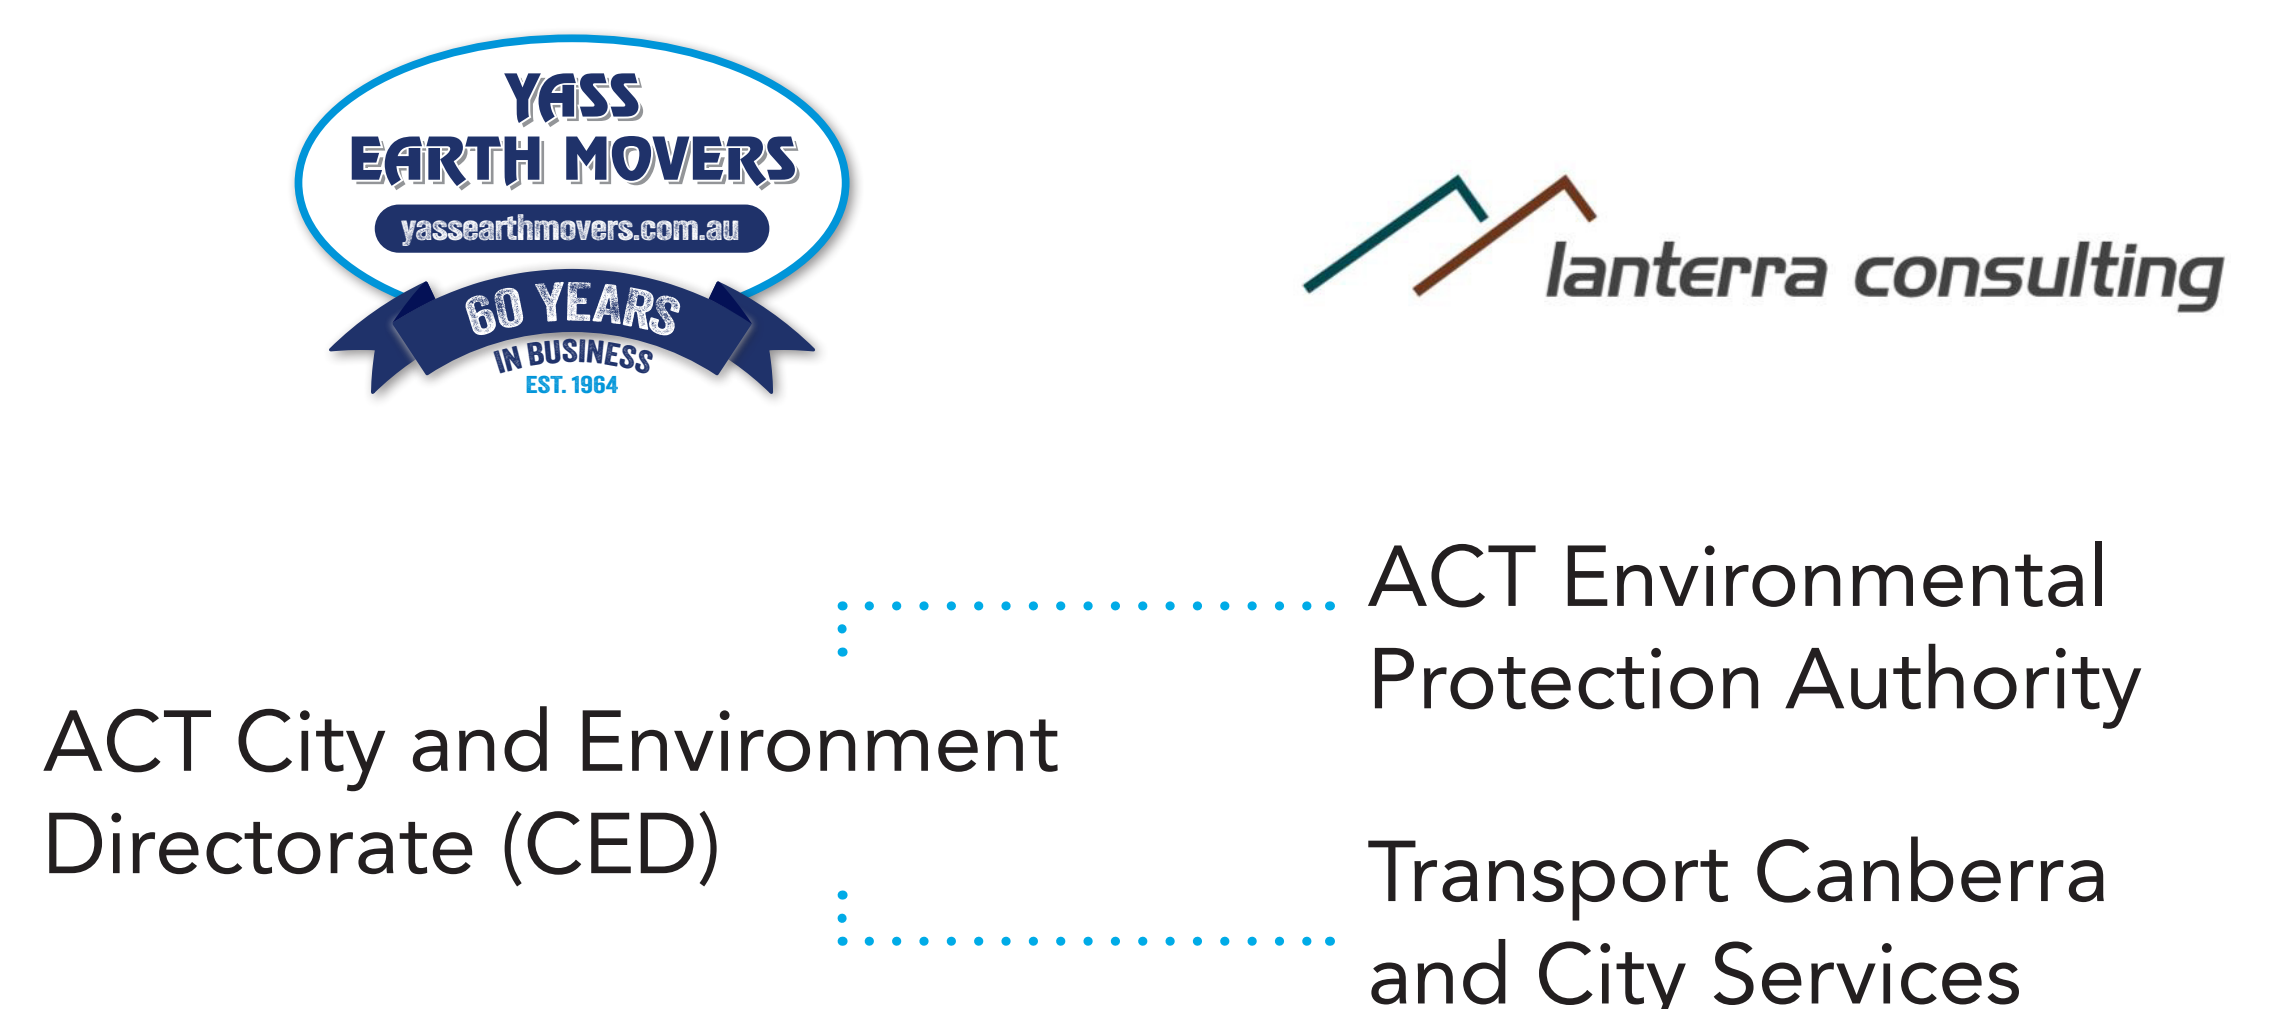 YASS
EARTH MOVERS
yassearthmovers.com.au
60 YEARS
IN BUSINESS
EST. 1964
lanterra consulting
ACT Environmental
Protection Authority
ACT City and Environment
Directorate (CED)
Transport Canberra
and City Services